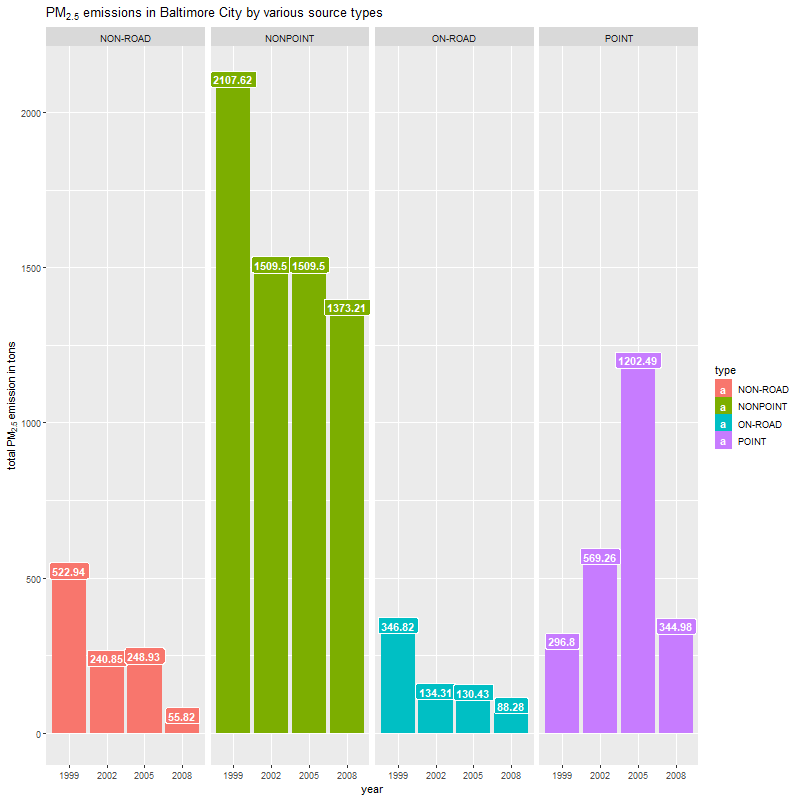 PM2.5 emissions in Baltimore City by various source types
NON-ROAD
NONPOINT
ON-ROAD
POINT
total PM2.5 emission in tons
2000
1500
1000
500
0
522.94
240.85
248.93
55.82
2107.62
1509.5
1509.5
1373.21
346.82
134.31
130.43
88.28
296.8
569.26
1202.49
344.98
1999 2002 2005 2008
1999 2002 2005 2008
1999 2002 2005 2008
1999 2002 2005 2008
year
type
a NON-ROAD
a NONPOINT
a ON-ROAD
a POINT